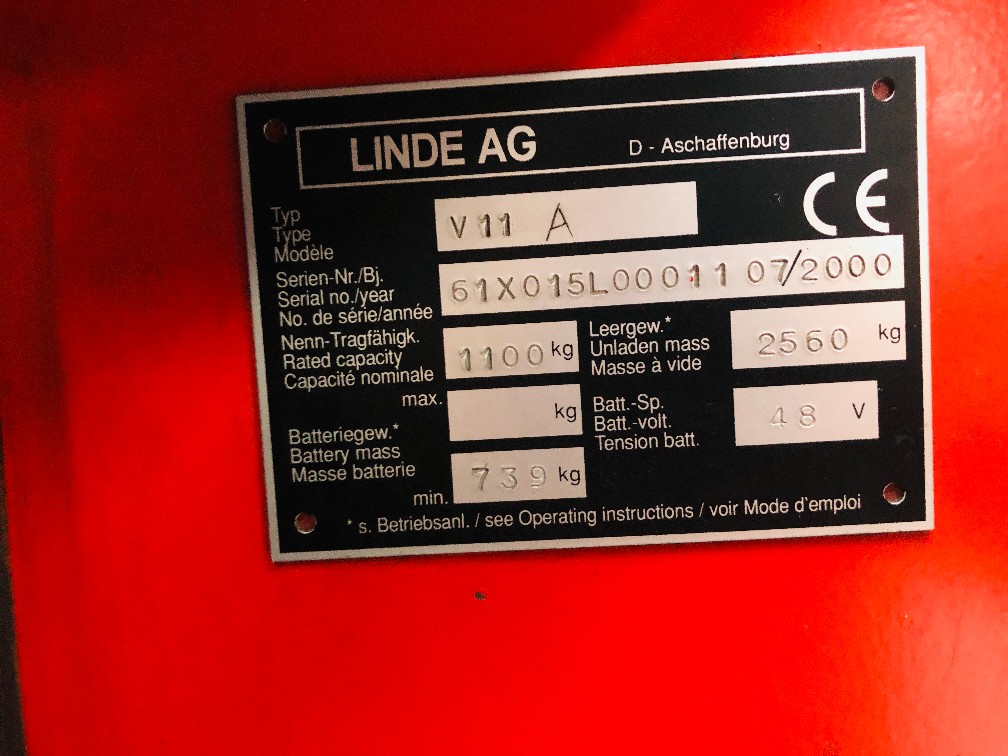 LINDE AG D - Aschaffenburg
Typ
Type
Modèle
V11 A
CE
Serien-Nr./Bj.
Serial no./year
No. de série/année
61X015L00011 07/2000
Nenn-Tragfähigk.
Rated capacity
Capacité nominale
1100 kg
Leergew.*
Unladen mass
Masse à vide
2560 kg
max. kg
Batteriegew.*
Battery mass
Masse batterie
min. 739 kg
Batt.-Sp.
Batt.-volt.
Tension batt.
48 V
* s. Betriebsanl. / see Operating instructions / voir Mode d'emploi